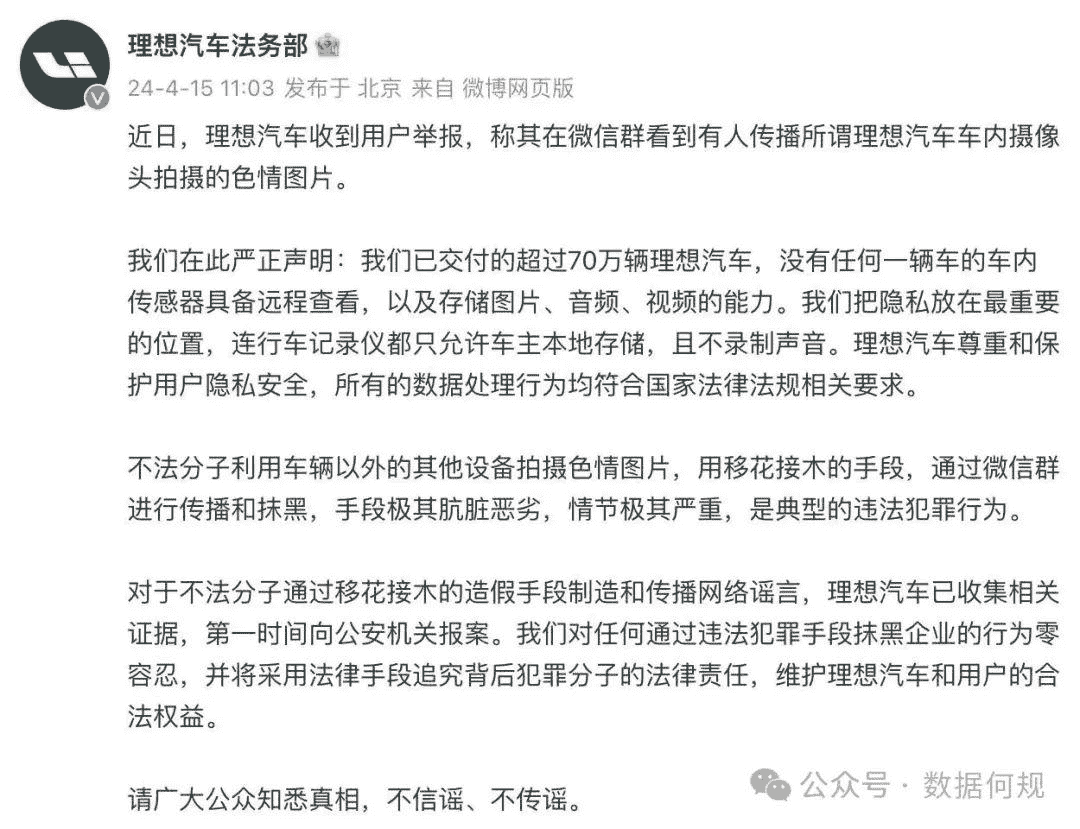 理想汽车法务部
24-4-15 11:03 发布于 北京 来自 微博网页版
近日，理想汽车收到用户举报，称其在微信群看到有人传播所谓理想汽车车内摄像
头拍摄的色情图片。
我们在此严正声明：我们已交付的超过70万辆理想汽车，没有任何一辆车的车内
传感器具备远程查看，以及存储图片、音频、视频的能力。我们把隐私放在最重要
的位置，连行车记录仪都只允许车主本地存储，且不录制声音。理想汽车尊重和保
护用户隐私安全，所有的数据处理行为均符合国家法律法规相关要求。
不法分子利用车辆以外的其他设备拍摄色情图片，用移花接木的手段，通过微信群
进行传播和抹黑，手段极其肮脏恶劣，情节极其严重，是典型的违法犯罪行为。
对于不法分子通过移花接木的造假手段制造和传播网络谣言，理想汽车已收集相关
证据，第一时间向公安机关报案。我们对任何通过违法犯罪手段抹黑企业的行为零
容忍，并将采用法律手段追究背后犯罪分子的法律责任，维护理想汽车和用户的合
法权益。
请广大公众知悉真相，不信谣、不传谣。
公众号 · 数据何规